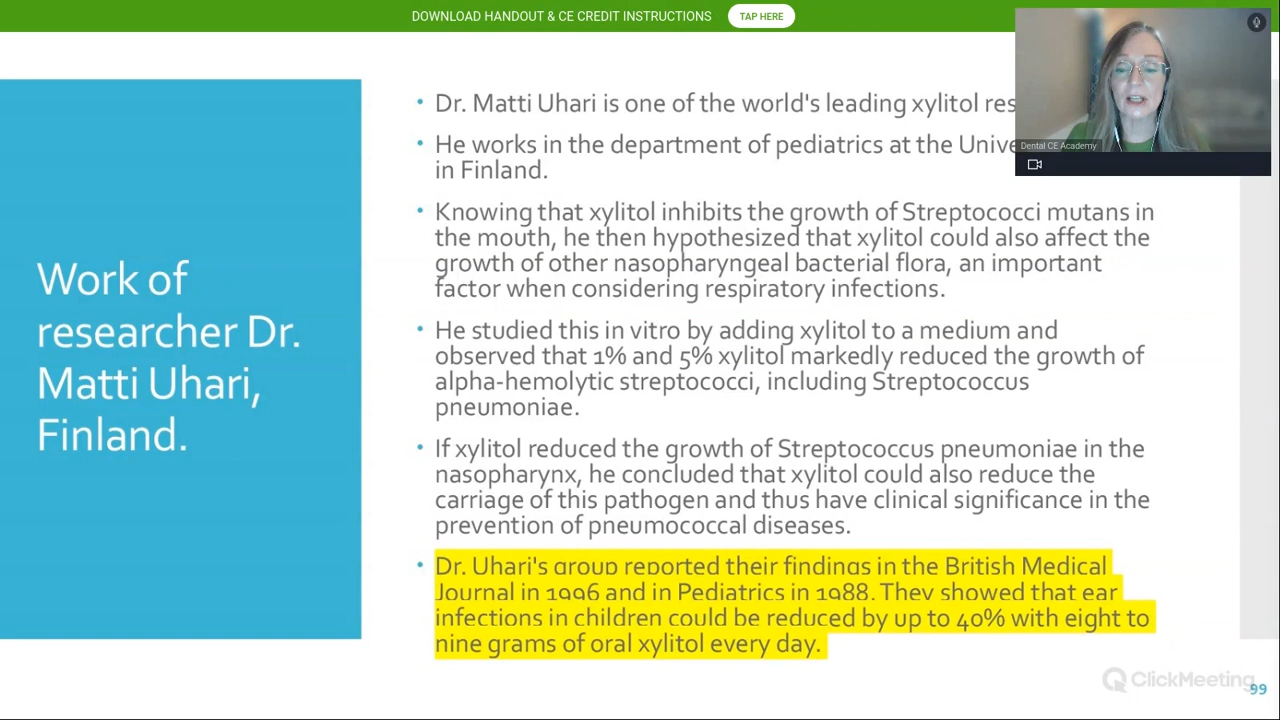 DOWNLOAD HANDOUT & CE CREDIT INSTRUCTIONS TAP HERE
Dental CE Academy
Work of
researcher Dr.
Matti Uhari,
Finland.
• Dr. Matti Uhari is one of the world's leading xylitol res
• He works in the department of pediatrics at the Unive
in Finland.
• Knowing that xylitol inhibits the growth of Streptococci mutans in
the mouth, he then hypothesized that xylitol could also affect the
growth of other nasopharyngeal bacterial flora, an important
factor when considering respiratory infections.
• He studied this in vitro by adding xylitol to a medium and
observed that 1% and 5% xylitol markedly reduced the growth of
alpha-hemolytic streptococci, including Streptococcus
pneumoniae.
• If xylitol reduced the growth of Streptococcus pneumoniae in the
nasopharynx, he concluded that xylitol could also reduce the
carriage of this pathogen and thus have clinical significance in the
prevention of pneumococcal diseases.
• Dr. Uhari's group reported their findings in the British Medical
Journal in 1996 and in Pediatrics in 1988. They showed that ear
infections in children could be reduced by up to 40% with eight to
nine grams of oral xylitol every day.
ClickMeeting
99